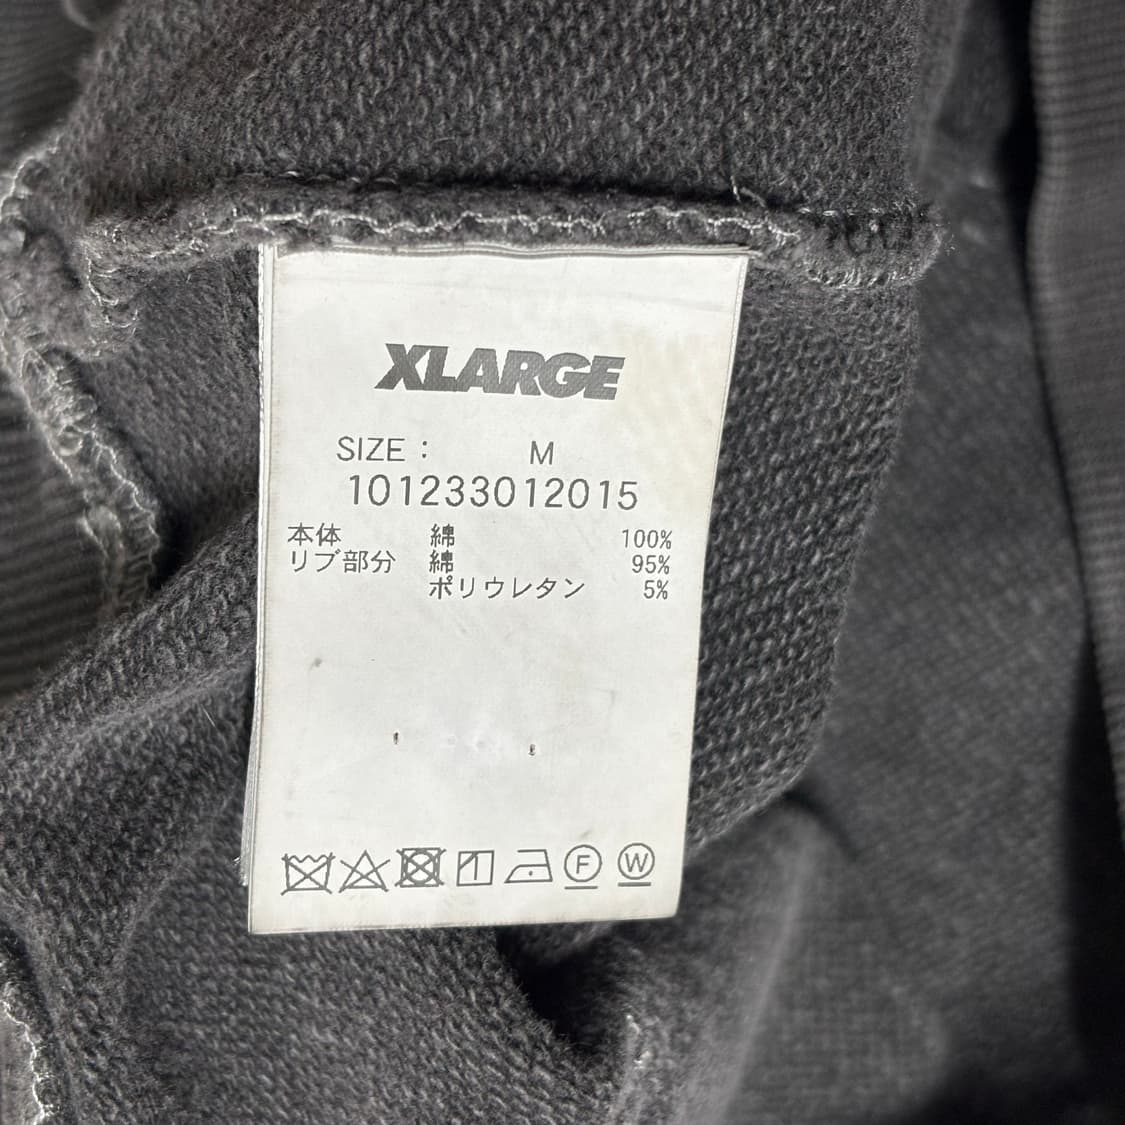 XLARGE
SIZE： M
101233012015
本体 綿 100%
リブ部分 綿 95%
ポリウレタン 5%
F W